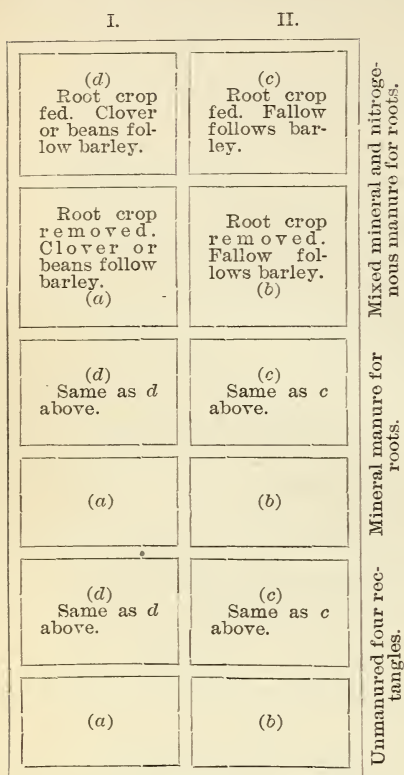 I. II.
(d)
Root crop
fed. Clover
or beans fol-
low barley.
(c)
Root crop
fed. Fallow
follows bar-
ley.
Root crop
removed.
Clover or
beans follow
barley.
(a)
Root crop
removed.
Fallow fol-
lows barley.
(b)
Mixed mineral and nitroge-
nous manure for roots.
(d)
Same as d
above.
(c)
Same as c
above.
(a)
(b)
Mineral manure for
roots.
(d)
Same as d
above.
(c)
Same as c
above.
(a)
(b)
Unmanured four rec-
tangles.